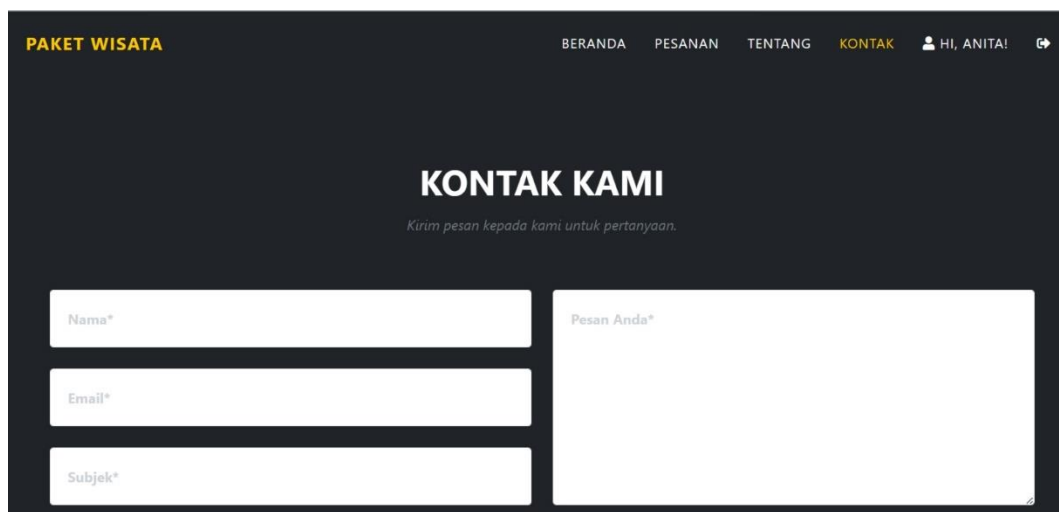 PAKET WISATA
BERANDA PESANAN TENTANG KONTAK HI, ANITA!
KONTAK KAMI
Kirim pesan kepada kami untuk pertanyaan.
Nama*
Email*
Subjek*
Pesan Anda*